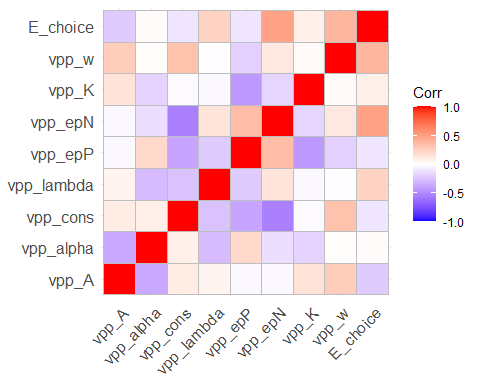 E_choice
vpp_w
vpp_K
vpp_epN
vpp_epP
vpp_lambda
vpp_cons
vpp_alpha
vpp_A
vpp_A
vpp_alpha
vpp_cons
vpp_lambda
vpp_epP
vpp_epN
vpp_K
vpp_w
E_choice
Corr
1.0
0.5
0.0
-0.5
-1.0